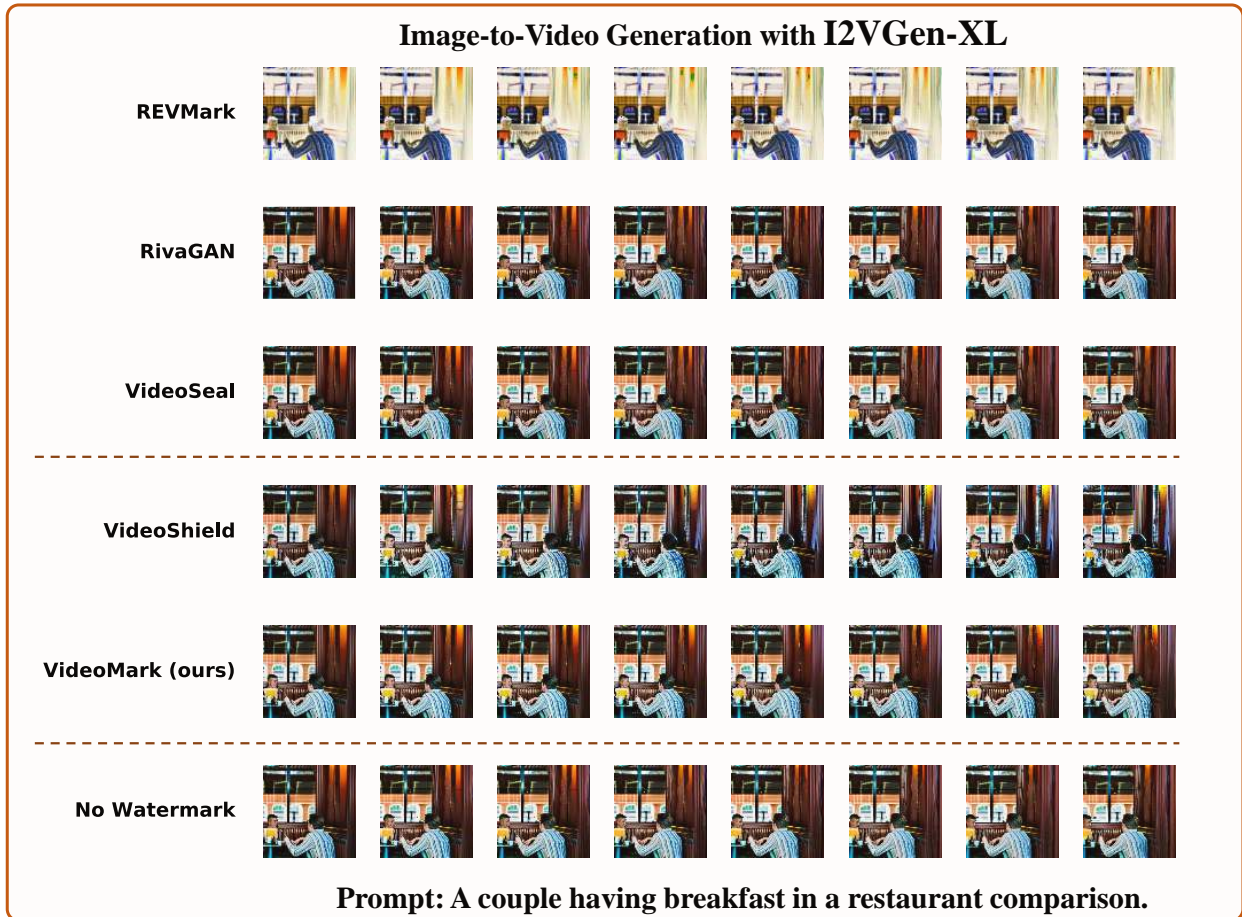 Image-to-Video Generation with I2VGen-XL
REVMark
RivaGAN
VideoSeal
VideoShield
VideoMark (ours)
No Watermark
Prompt: A couple having breakfast in a restaurant comparison.